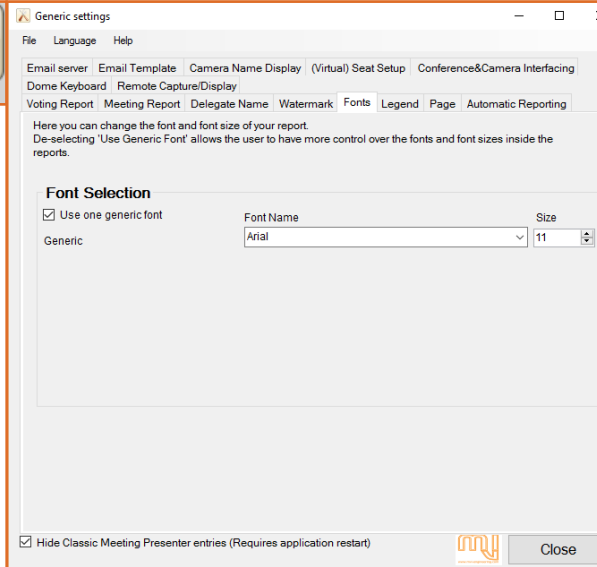 Generic settings
File Language Help
Email server Email Template Camera Name Display (Virtual) Seat Setup Conference&Camera Interfacing
Dome Keyboard Remote Capture/Display
Voting Report Meeting Report Delegate Name Watermark Fonts Legend Page Automatic Reporting
Here you can change the font and font size of your report.
De-selecting 'Use Generic Font' allows the user to have more control over the fonts and font sizes inside the
reports.
Font Selection
Use one generic font Font Name Size
Generic Arial 11
Hide Classic Meeting Presenter entries (Requires application restart)
Close